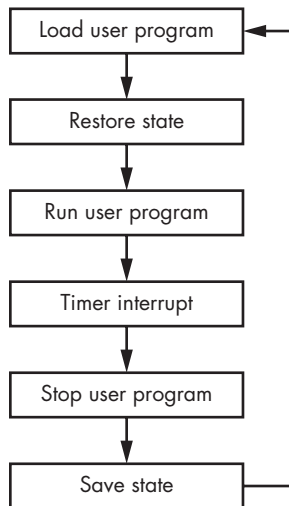 Load user program
Restore state
Run user program
Timer interrupt
Stop user program
Save state